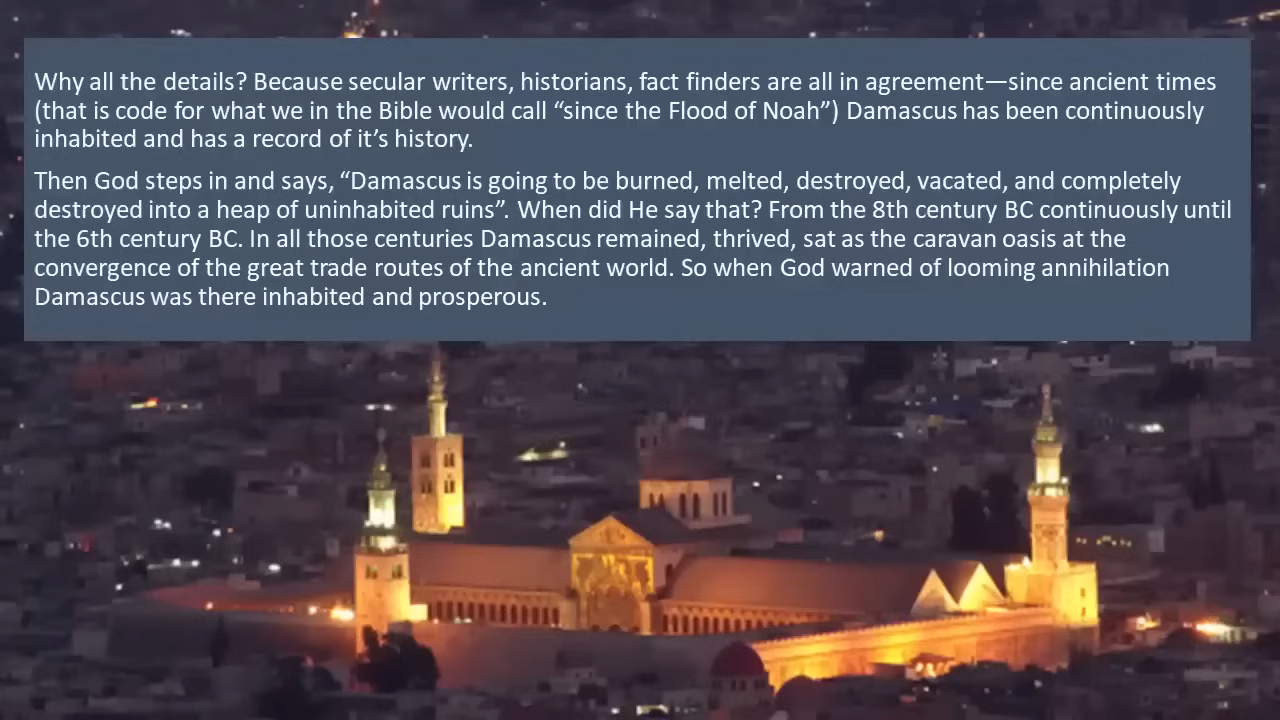 Why all the details? Because secular writers, historians, fact finders are all in agreement—since ancient times
(that is code for what we in the Bible would call “since the Flood of Noah”) Damascus has been continuously
inhabited and has a record of it’s history.
Then God steps in and says, “Damascus is going to be burned, melted, destroyed, vacated, and completely
destroyed into a heap of uninhabited ruins”. When did He say that? From the 8th century BC continuously until
the 6th century BC. In all those centuries Damascus remained, thrived, sat as the caravan oasis at the
convergence of the great trade routes of the ancient world. So when God warned of looming annihilation
Damascus was there inhabited and prosperous.